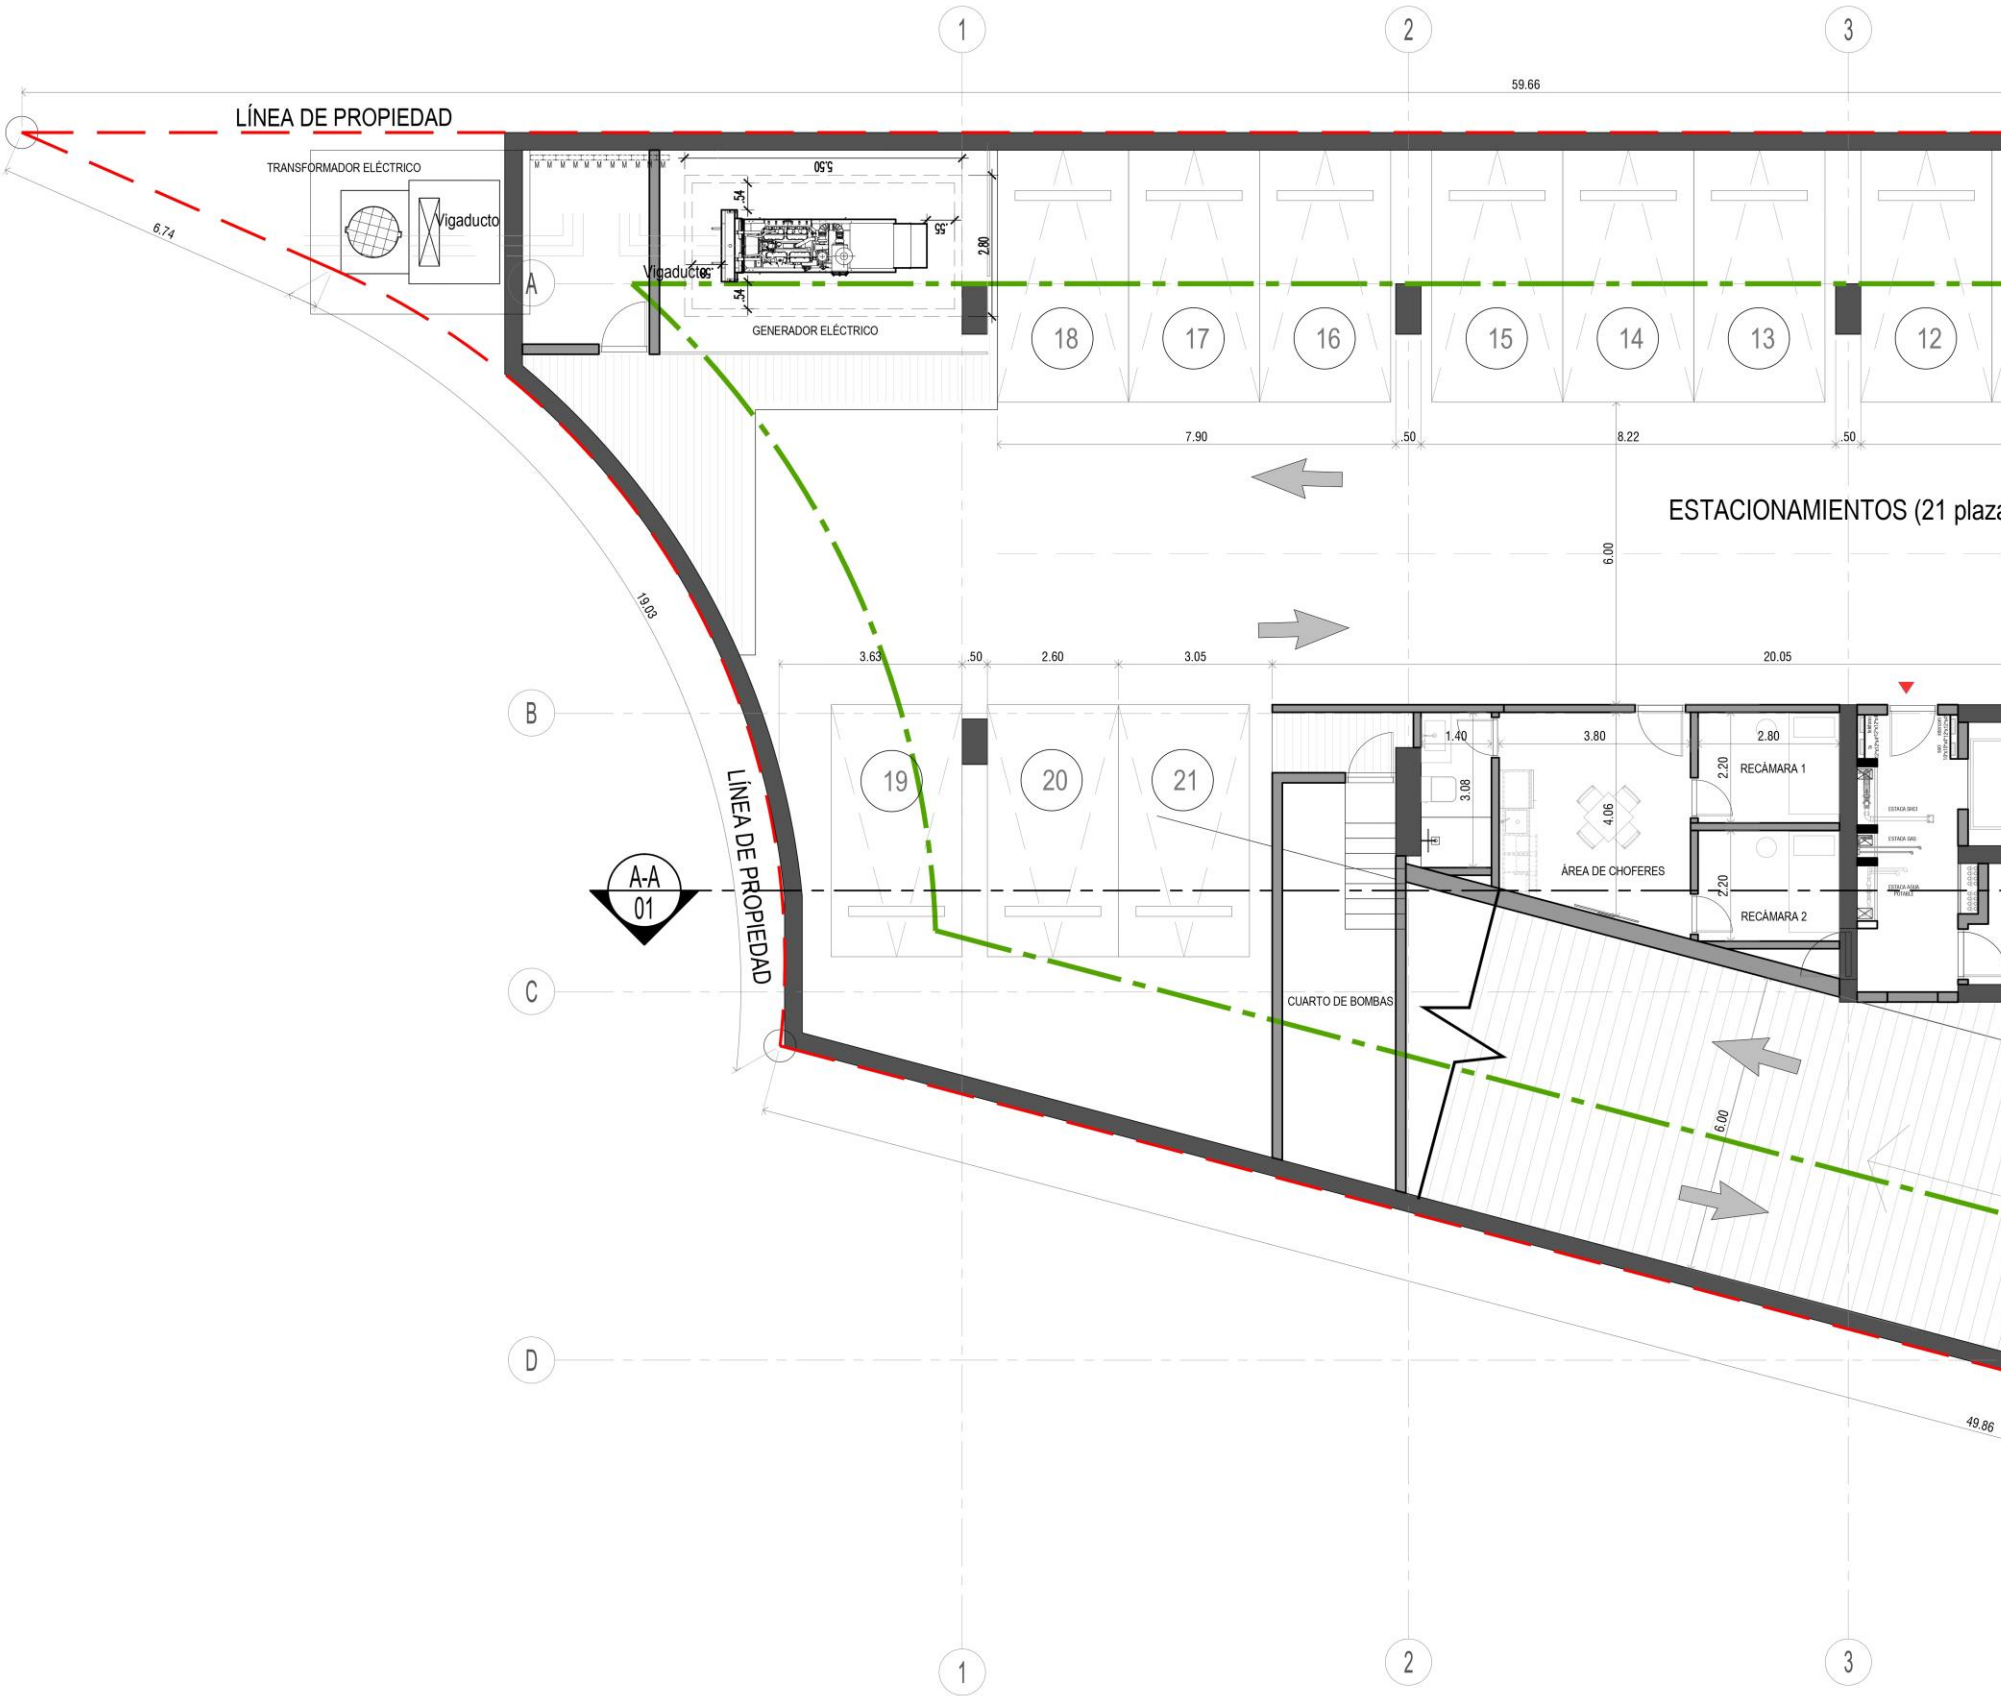 1
2
3
59.66
LÍNEA DE PROPIEDAD
TRANSFORMADOR ELÉCTRICO
M M M M M M M M M M M
5.50
.54
.55
2.80
6.74
Vigaducto
Vigaducto
A
.54
GENERADOR ELÉCTRICO
18
17
16
15
14
13
12
7.90
.50
8.22
.50
ESTACIONAMIENTOS (21 plaza
6.00
19.03
3.63
.50
2.60
3.05
20.05
B
1.40
3.80
2.80
19
20
21
3.08
4.06
2.20
RECÁMARA 1
ESTACA GAS
LÍNEA DE PROPIEDAD
A-A
01
ÁREA DE CHOFERES
2.20
RECÁMARA 2
C
CUARTO DE BOMBAS
6.00
D
49.86
1
2
3